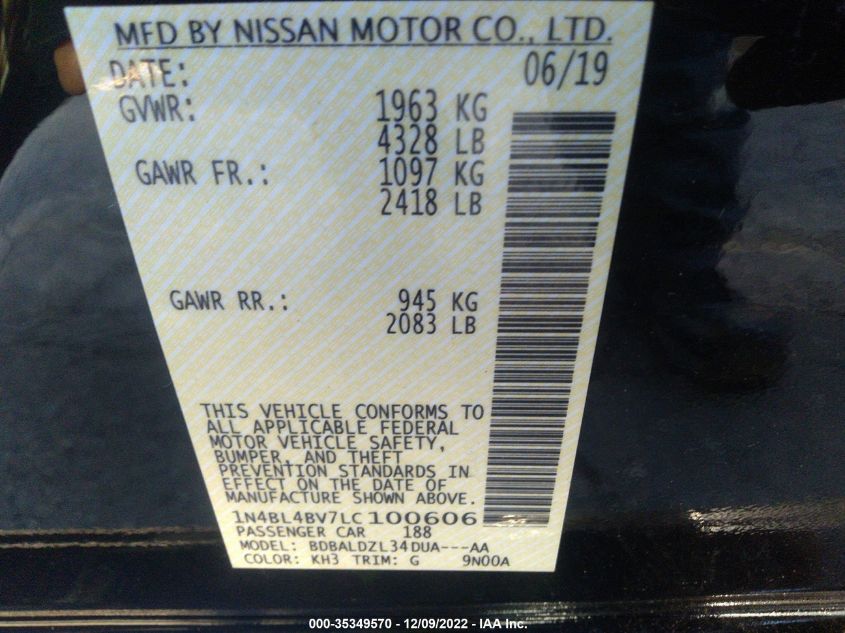 MFD BY NISSAN MOTOR CO., LTD.
DATE: 06/19
GVWR: 1963 KG
4328 LB
GAWR FR.: 1097 KG
2418 LB
GAWR RR.: 945 KG
2083 LB
THIS VEHICLE CONFORMS TO
ALL APPLICABLE FEDERAL
MOTOR VEHICLE SAFETY,
BUMPER, AND THEFT
PREVENTION STANDARDS IN
EFFECT ON THE DATE OF
MANUFACTURE SHOWN ABOVE.
1N4BL4BV7LC100606
PASSENGER CAR 188
MODEL: BDBALDZL34DUA---AA
COLOR: KH3 TRIM: G 9N00A
000-35349570 - 12/09/2022 - IAA Inc.